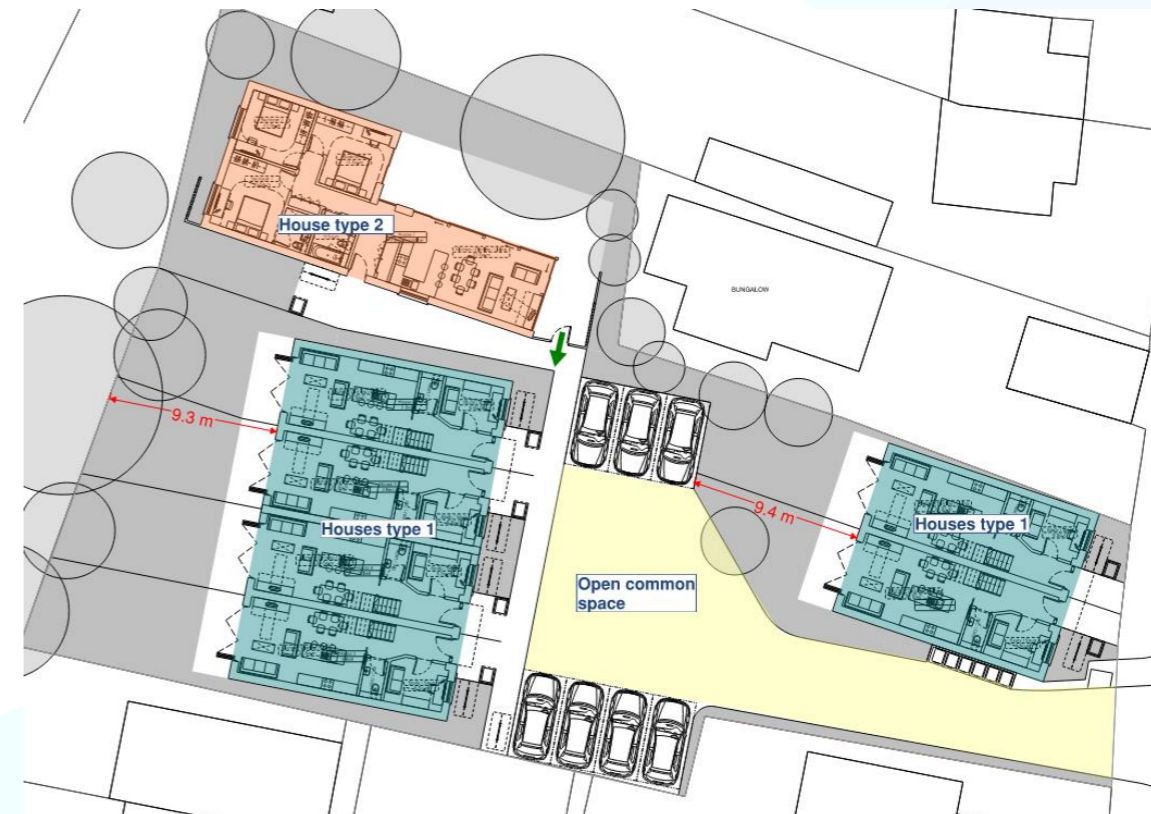 House type 2
BUNGALOW
9.3 m
Houses type 1
9.4 m
Houses type 1
Open common
space